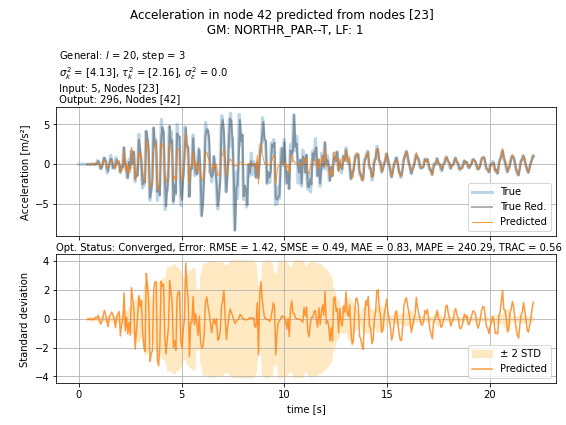 Acceleration in node 42 predicted from nodes [23]
GM: NORTHR_PAR--T, LF: 1
General: l = 20, step = 3
σ²ₖ = [4.13], τ²ₖ = [2.16], σ²ₑ = 0.0
Input: 5, Nodes [23]
Output: 296, Nodes [42]
Acceleration [m/s²]
5
0
−5
True
True Red.
Predicted
Opt. Status: Converged, Error: RMSE = 1.42, SMSE = 0.49, MAE = 0.83, MAPE = 240.29, TRAC = 0.56
Standard deviation
4
2
0
−2
−4
± 2 STD
Predicted
0 5 10 15 20
time [s]